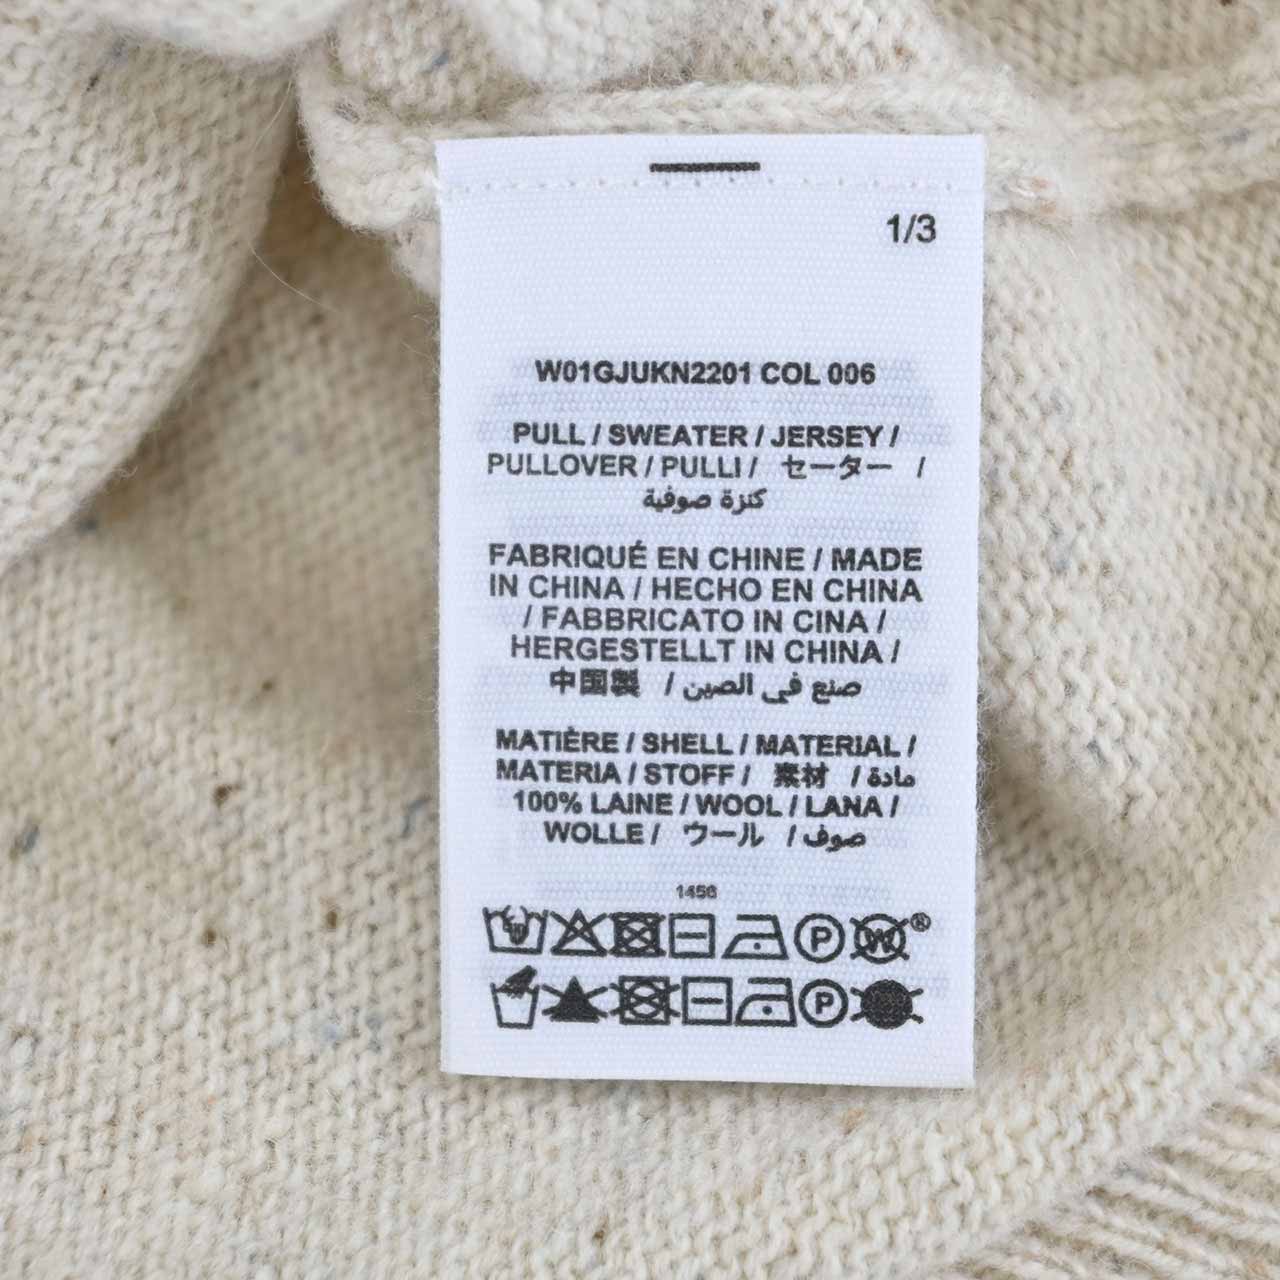 1/3
W01GJUKN2201 COL 006
PULL / SWEATER / JERSEY /
PULLOVER / PULLI / セーター /
كنزة صوفية
FABRIQUÉ EN CHINE / MADE
IN CHINA / HECHO EN CHINA
/ FABBRICATO IN CINA /
HERGESTELLT IN CHINA /
中国製 / صنع في الصين
MATIÈRE / SHELL / MATERIAL /
MATERIA / STOFF / 素材 / مادة
100% LAINE / WOOL / LANA /
WOLLE / ウール / صوف
1456
P W ®
P